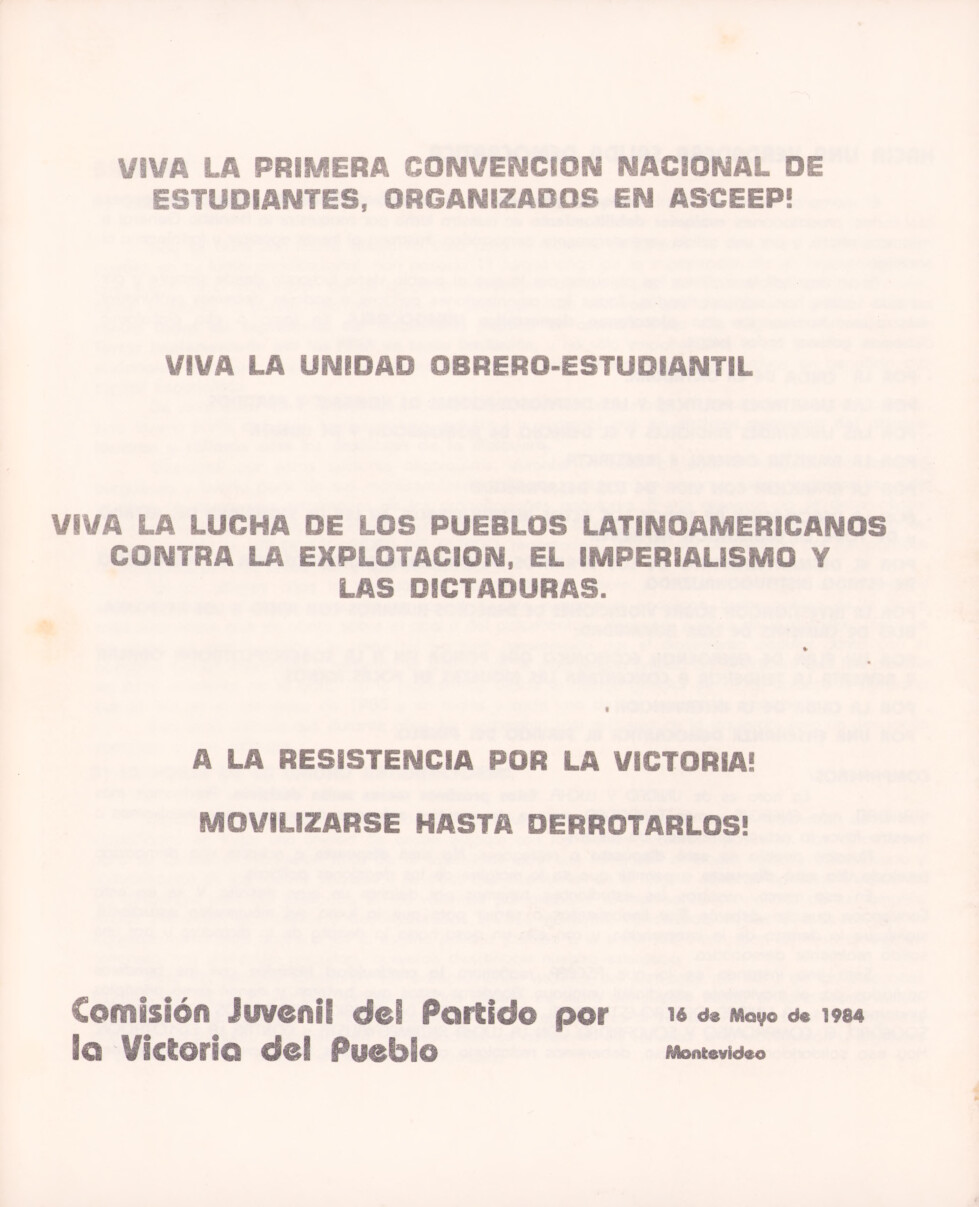 VIVA LA PRIMERA CONVENCION NACIONAL DE
ESTUDIANTES, ORGANIZADOS EN ASCEEP!
VIVA LA UNIDAD OBRERO-ESTUDIANTIL
VIVA LA LUCHA DE LOS PUEBLOS LATINOAMERICANOS
CONTRA LA EXPLOTACION, EL IMPERIALISMO Y
LAS DICTADURAS.
A LA RESISTENCIA POR LA VICTORIA!
MOVILIZARSE HASTA DERROTARLOS!
Comisión Juvenil del Partido por
la Victoria del Pueblo
16 de Mayo de 1984
Montevideo